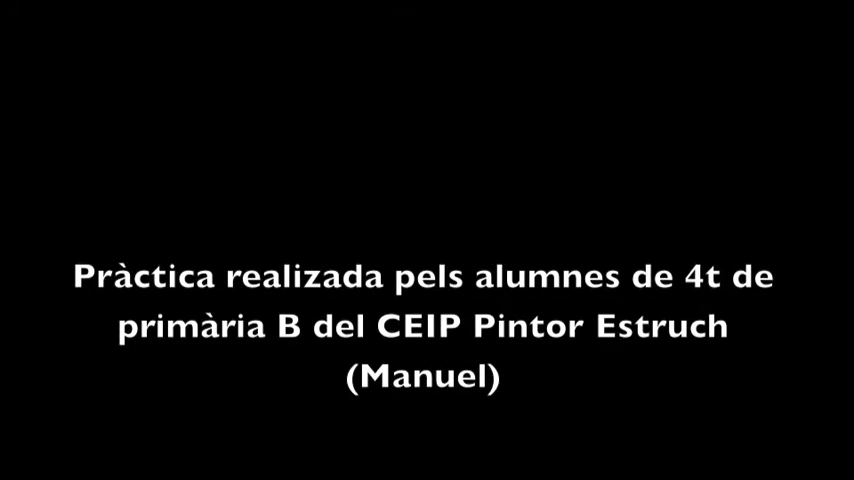 Pràctica realizada pels alumnes de 4t de
primària B del CEIP Pintor Estruch
(Manuel)